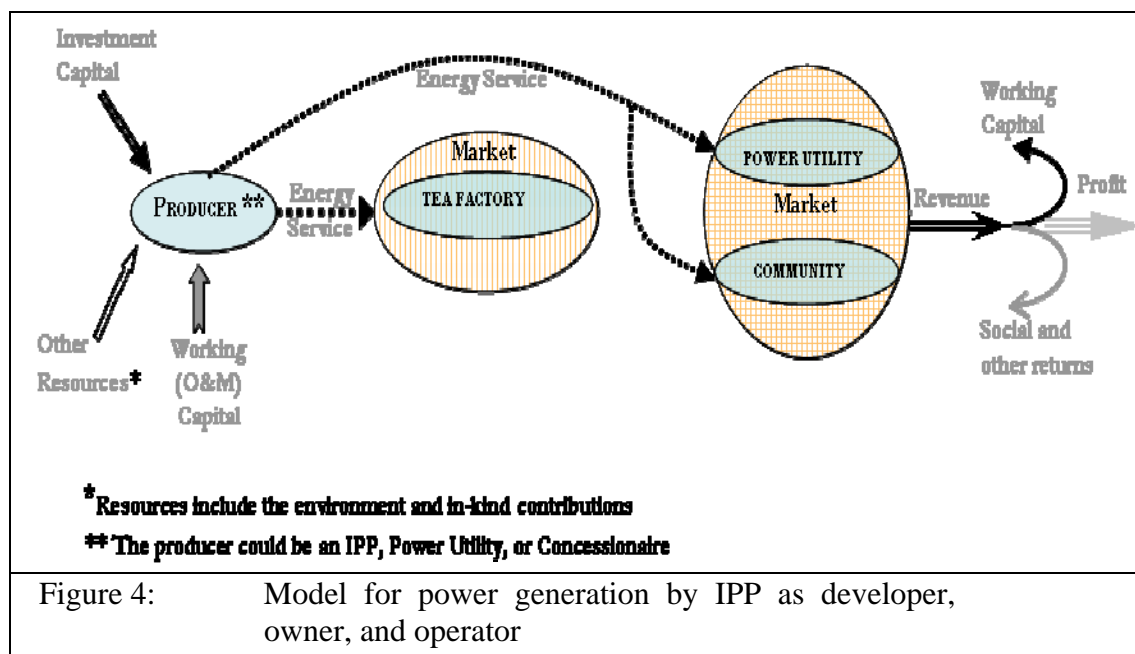 Investment
Capital
Energy Service
Working
Capital
Market
POWER UTILITY
PRODUCER **
Energy
Service
TEA FACTORY
Market
Revenue
Profit
COMMUNITY
Other
Resources*
Working
(O&M)
Capital
Social and
other returns
*Resources include the environment and in-kind contributions
** The producer could be an IPP, Power Utility, or Concessionaire
Figure 4: Model for power generation by IPP as developer,
owner, and operator